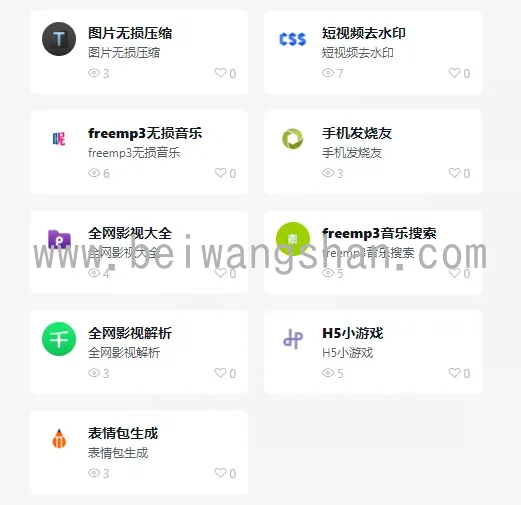 图片无损压缩
图片无损压缩
3
0
短视频去水印
短视频去水印
7
0
freemp3无损音乐
freemp3无损音乐
6
0
手机发烧友
手机发烧友
3
0
全网影视大全
全网影视大全
4
0
freemp3音乐搜索
freemp3音乐搜索
5
0
www.beiwangshan.com
全网影视解析
全网影视解析
3
0
H5小游戏
H5小游戏
5
0
表情包生成
表情包生成
3
0
T
CSS
呢
千